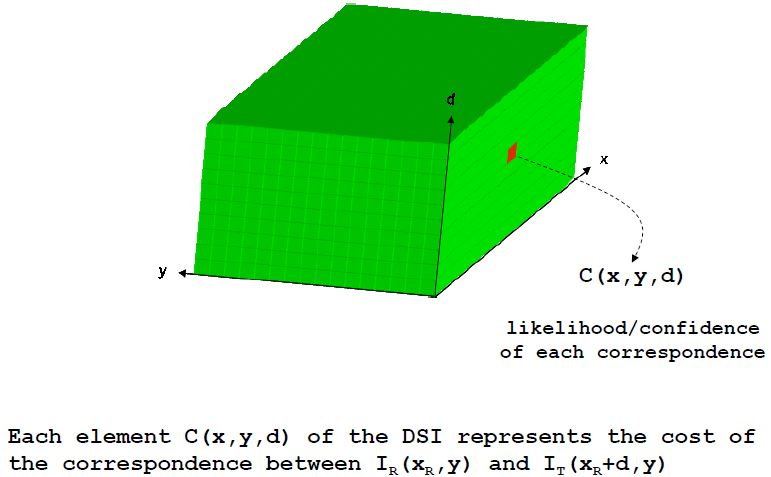 d
x
y
C(x,y,d)
likelihood/confidence
of each correspondence
Each element C(x,y,d) of the DSI represents the cost of
the correspondence between I_R(x_R,y) and I_T(x_R+d,y)